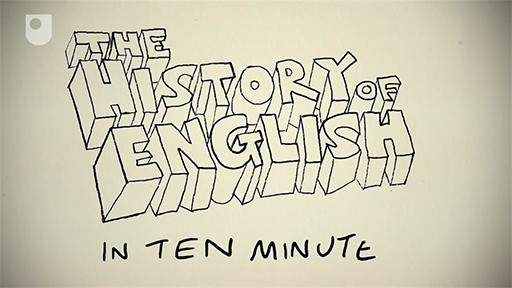 THE
HISTORY OF
ENGLISH
IN TEN MINUTE